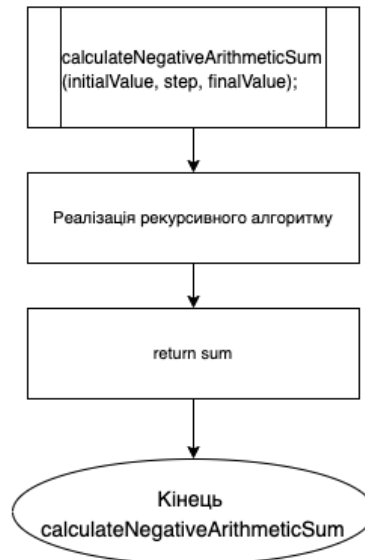 calculateNegativeArithmeticSum
(initialValue, step, finalValue);
Реалізація рекурсивного алгоритму
return sum
Кінець
calculateNegativeArithmeticSum